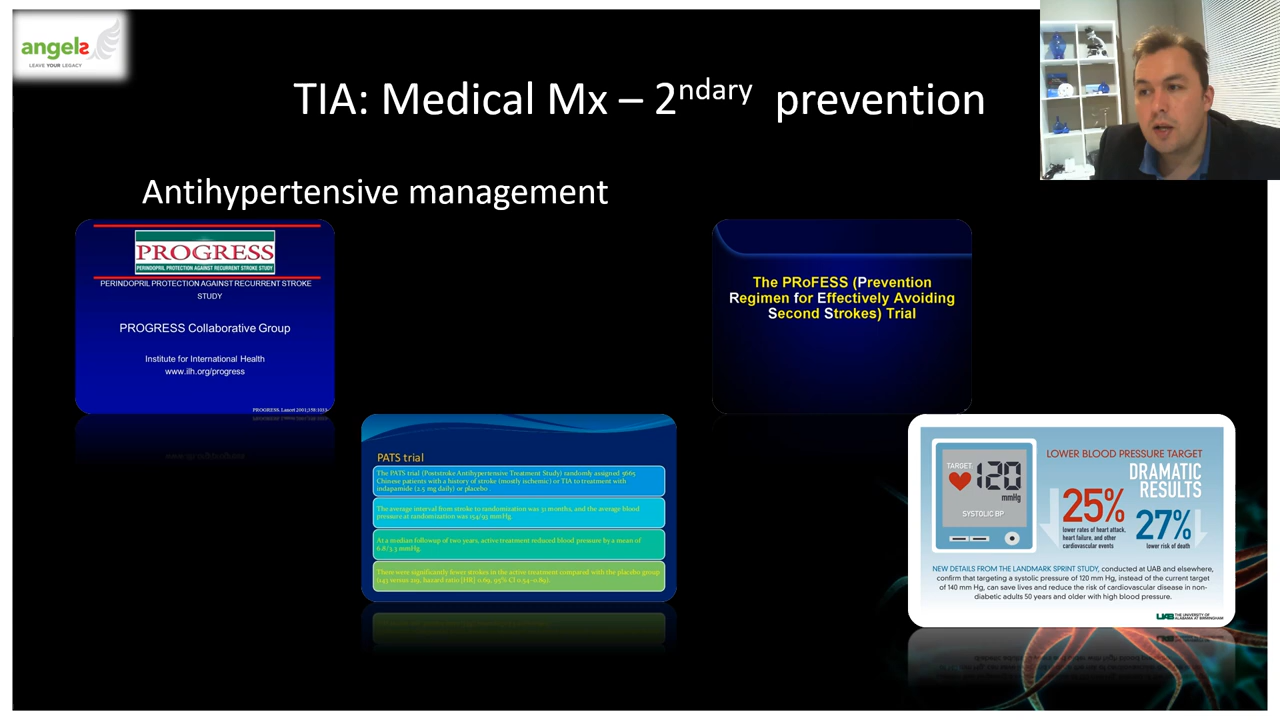 angels
LEAVE YOUR LEGACY
TIA: Medical Mx – 2ndary prevention
Antihypertensive management
PROGRESS
PERINDOPRIL PROTECTION AGAINST RECURRENT STROKE STUDY
PERINDOPRIL PROTECTION AGAINST RECURRENT STROKE
STUDY
PROGRESS Collaborative Group
Institute for International Health
www.iih.org/progress
PROGRESS. Lancet 2001;358:1033
The PRoFESS (Prevention
Regimen for Effectively Avoiding
Second Strokes) Trial
PATS trial
The PATS trial (Poststroke Antihypertensive Treatment Study) randomly assigned 5665
Chinese patients with a history of stroke (mostly ischemic) or TIA to treatment with
indapamide (2.5 mg daily) or placebo .
The average interval from stroke to randomization was 31 months, and the average blood
pressure at randomization was 154/93 mmHg.
At a median followup of two years, active treatment reduced blood pressure by a mean of
6.8/3.3 mmHg.
There were significantly fewer strokes in the active treatment compared with the placebo group
(143 versus 219, hazard ratio [HR] 0.69, 95% CI 0.54-0.89).
LOWER BLOOD PRESSURE TARGET
DRAMATIC
RESULTS
TARGET
120
mmHg
SYSTOLIC BP
25%
lower rates of heart attack,
heart failure, and other
cardiovascular events
27%
lower risk of death
NEW DETAILS FROM THE LANDMARK SPRINT STUDY, conducted at UAB and elsewhere,
confirm that targeting a systolic pressure of 120 mm Hg, instead of the current target
of 140 mm Hg, can save lives and reduce the risk of cardiovascular disease in non-
diabetic adults 50 years and older with high blood pressure.
UAB THE UNIVERSITY OF
ALABAMA AT BIRMINGHAM